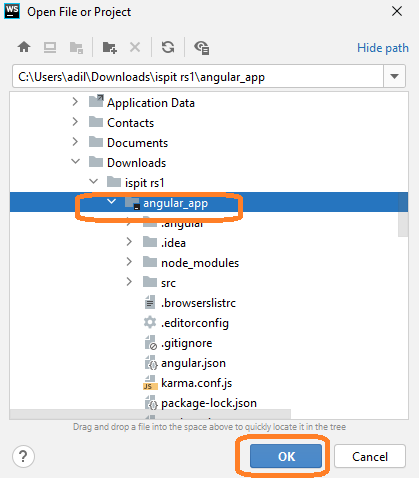 WS Open File or Project
Hide path
C:\Users\adil\Downloads\ispit rs1\angular_app
Application Data
Contacts
Documents
Downloads
ispit rs1
angular_app
.angular
.idea
node_modules
src
.browserslistrc
.editorconfig
.gitignore
angular.json
karma.conf.js
package-lock.json
Drag and drop a file into the space above to quickly locate it in the tree
? OK Cancel